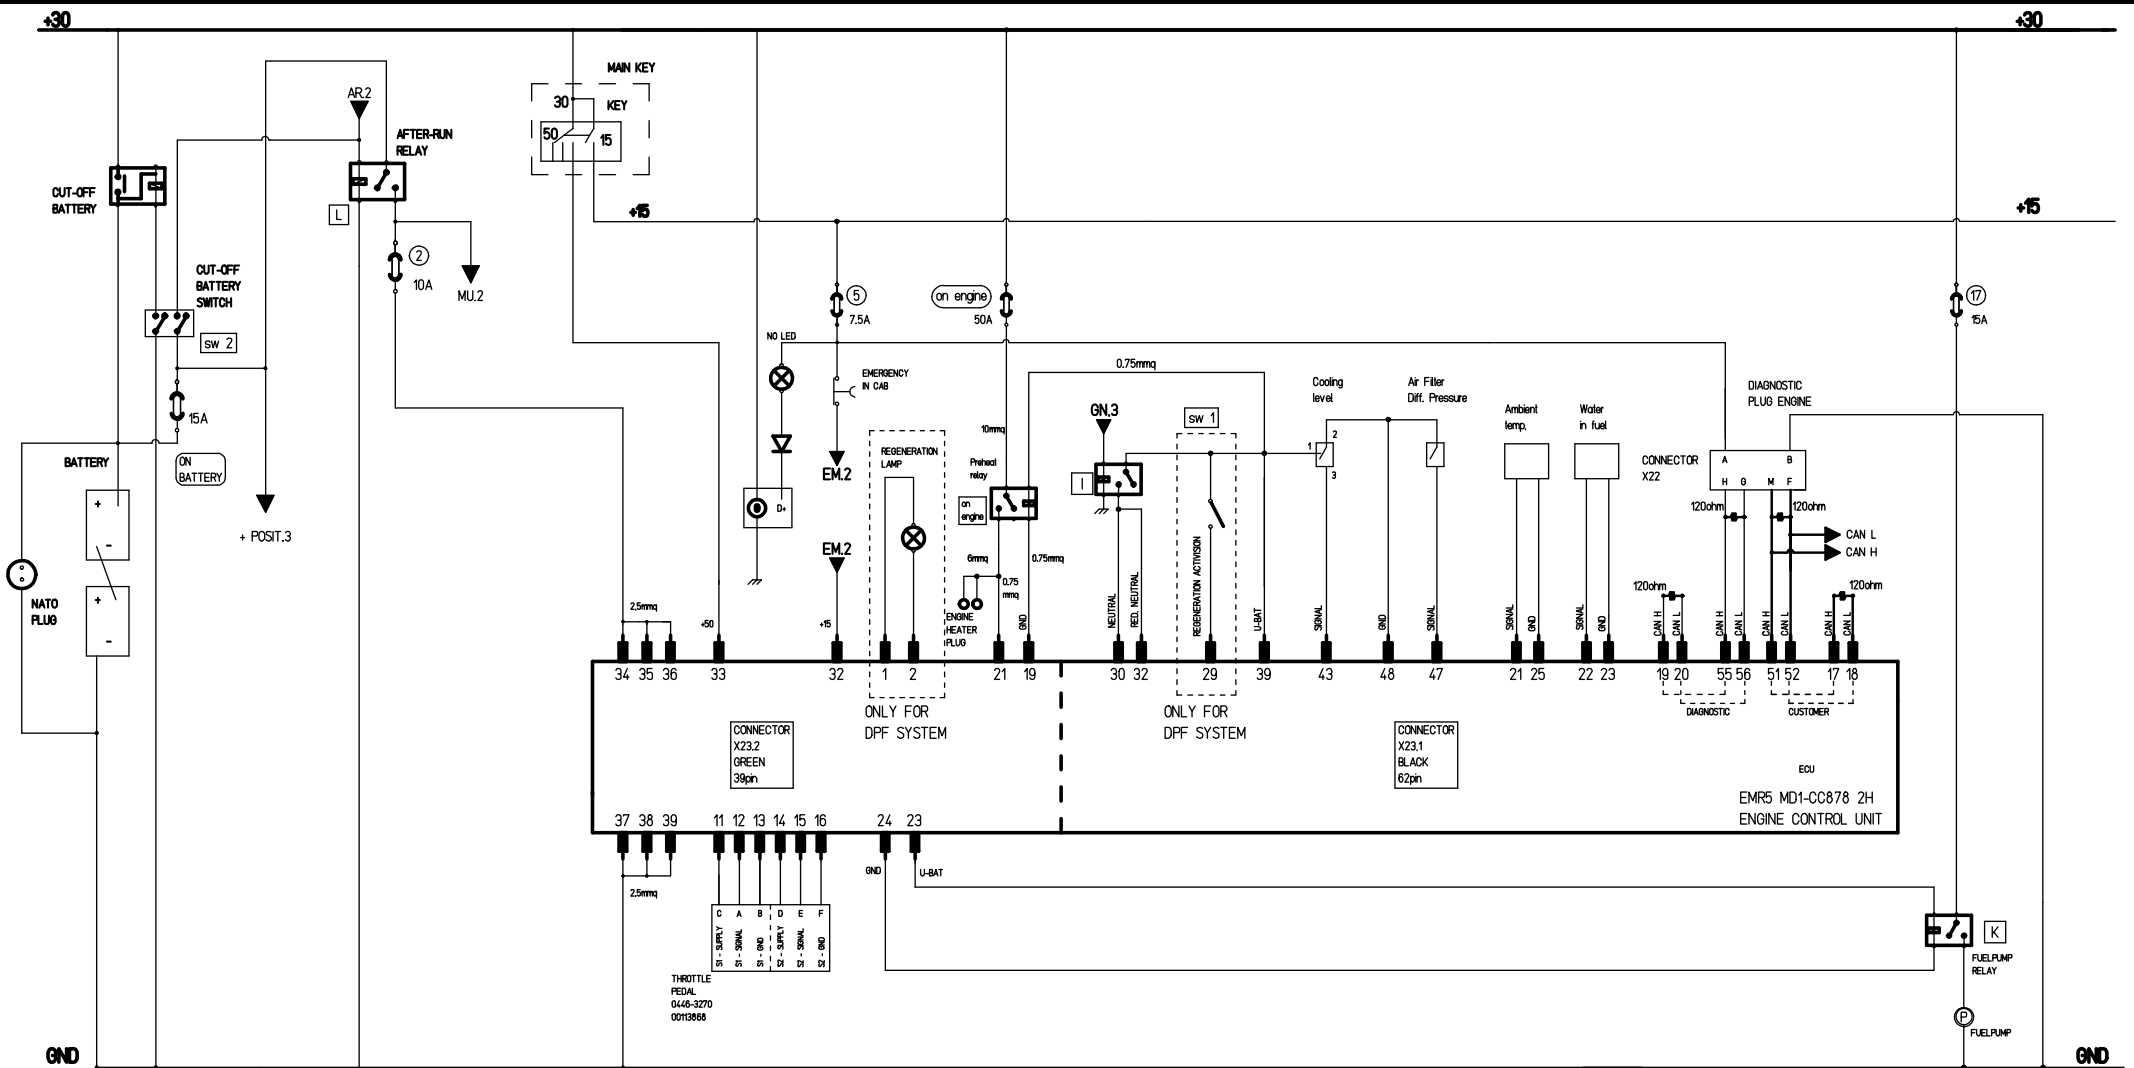 +30
+30
MAIN KEY
AR.2
30
KEY
AFTER-RUN
RELAY
50
15
CUT-OFF
BATTERY
L
+15
+15
2
10A
MU.2
CUT-OFF
BATTERY
SWITCH
SW 2
5
7.5A
on engine
50A
17
15A
NO LED
EMERGENCY
IN CAB
0.75mmq
Cooling
level
Air Filler
Diff. Pressure
DIAGNOSTIC
PLUG ENGINE
15A
GN.3
SW 1
Ambient
temp.
Water
in fuel
10mmq
1
2
3
BATTERY
ON
BATTERY
EM.2
REGENERATION
LAMP
Preheat
relay
I
CONNECTOR
X22
A
B
H
G
M
F
+
-
+ POSIT.3
D+
on
engine
120ohm
120ohm
CAN L
CAN H
EM.2
6mmq
0.75mmq
0.75
mmq
NATO
PLUG
+
-
2.5mmq
+50
+15
ENGINE
HEATER
PLUG
GND
NEUTRAL
RED. NEUTRAL
REGENERATION ACTIVISION
U-BAT
SIGNAL
GND
SIGNAL
SIGNAL
GND
SIGNAL
GND
120ohm
120ohm
CAN H
CAN L
CAN H
CAN L
CAN H
CAN L
CAN H
CAN L
34 35 36 33 32 1 2 21 19 30 32 29 39 43 48 47 21 25 22 23 19 20 55 56 51 52 17 18
DIAGNOSTIC
CUSTOMER
ONLY FOR
DPF SYSTEM
ONLY FOR
DPF SYSTEM
CONNECTOR
X23.2
GREEN
39pin
CONNECTOR
X23.1
BLACK
62pin
ECU
EMR5 MD1-CC878 2H
ENGINE CONTROL UNIT
37 38 39 11 12 13 14 15 16 24 23
2.5mmq
GND
U-BAT
C A B D E F
S1 - SUPPLY
S1 - SIGNAL
S1 - GND
S2 - SUPPLY
S2 - SIGNAL
S2 - GND
THROTTLE
PEDAL
0446-3270
00113868
K
FUELPUMP
RELAY
P
FUELPUMP
GND
GND